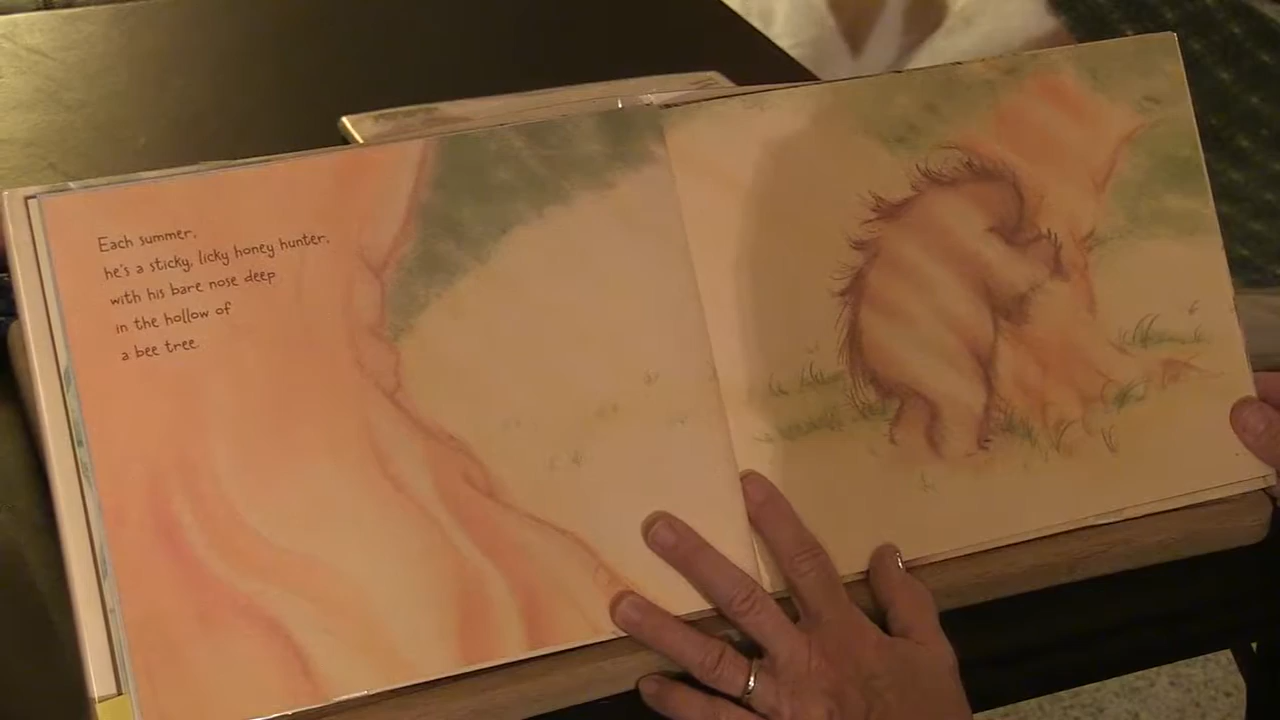 Each summer,
he's a sticky, licky honey hunter,
with his bare nose deep
in the hollow of
a bee tree.